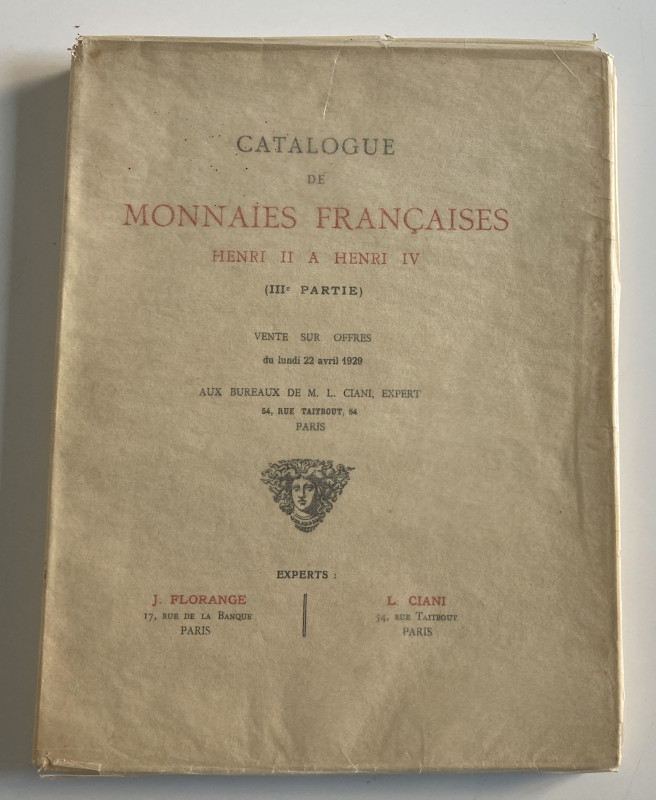 CATALOGUE
DE
MONNAIES FRANÇAISES
HENRI II A HENRI IV
(IIIe PARTIE)
VENTE SUR OFFRES
du lundi 22 avril 1929
AUX BUREAUX DE M. L. CIANI, EXPERT
54, RUE TAITBOUT, 54
PARIS
EXPERTS :
J. FLORANGE
17, RUE DE LA BANQUE
PARIS
L. CIANI
54, RUE TAITBOUT
PARIS